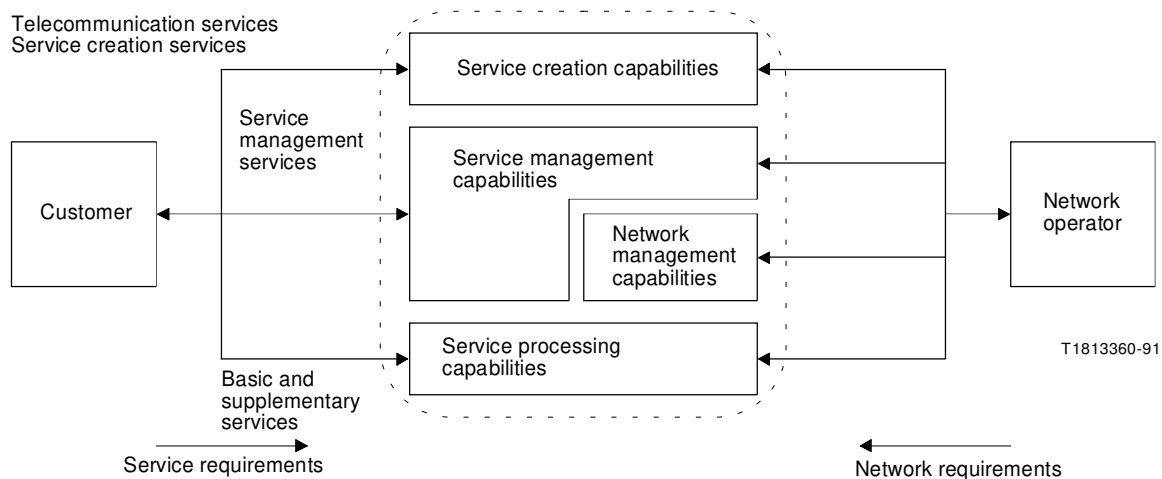 Telecommunication services
Service creation services
Service creation capabilities
Service
management
services
Service management
capabilities
Customer
Network
operator
Network
management
capabilities
Service processing
capabilities
T1813360-91
Basic and
supplementary
services
Service requirements
Network requirements